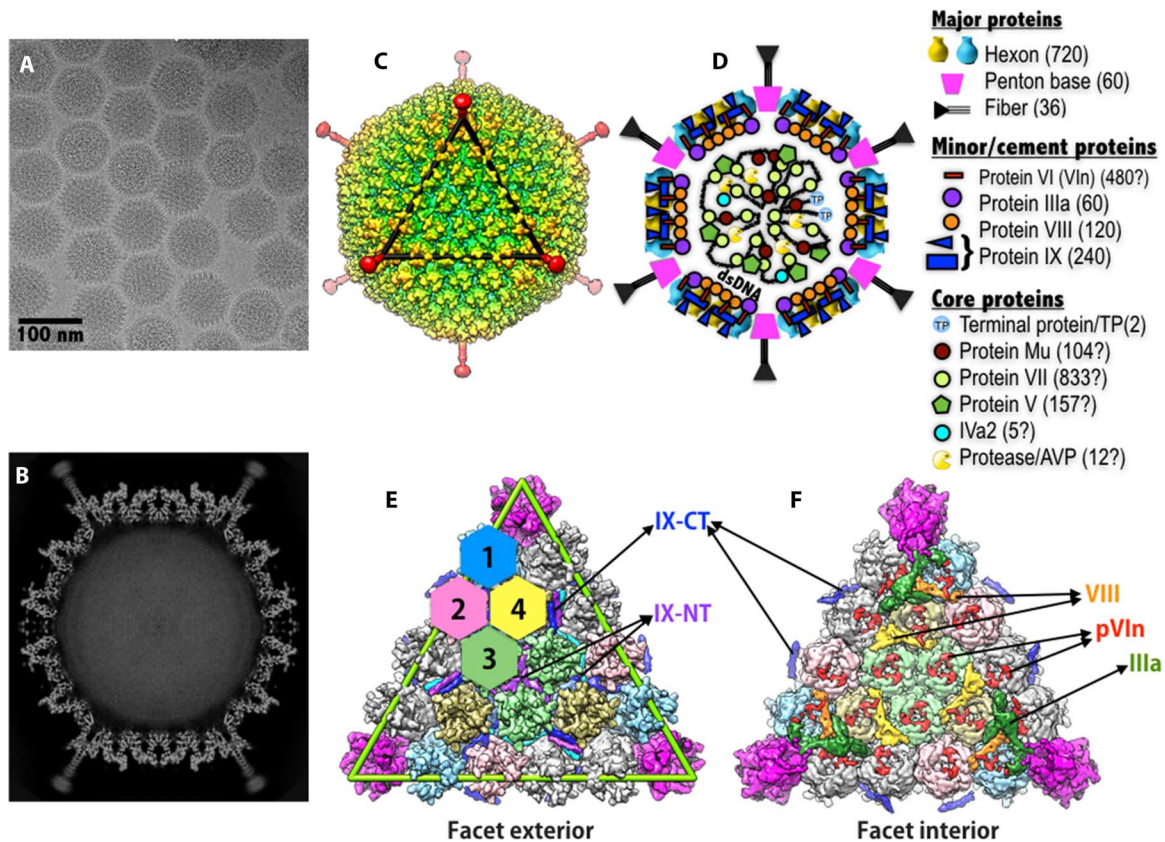 A
100 nm
B
C
D
TP
TP
dsDNA
Major proteins
Hexon (720)
Penton base (60)
Fiber (36)
Minor/cement proteins
Protein VI (VIn) (480?)
Protein IIIa (60)
Protein VIII (120)
Protein IX (240)
Core proteins
TP Terminal protein/TP(2)
Protein Mu (104?)
Protein VII (833?)
Protein V (157?)
IVa2 (5?)
Protease/AVP (12?)
E
1
2
4
3
IX-CT
IX-NT
Facet exterior
F
VIII
pVIn
IIIa
Facet interior